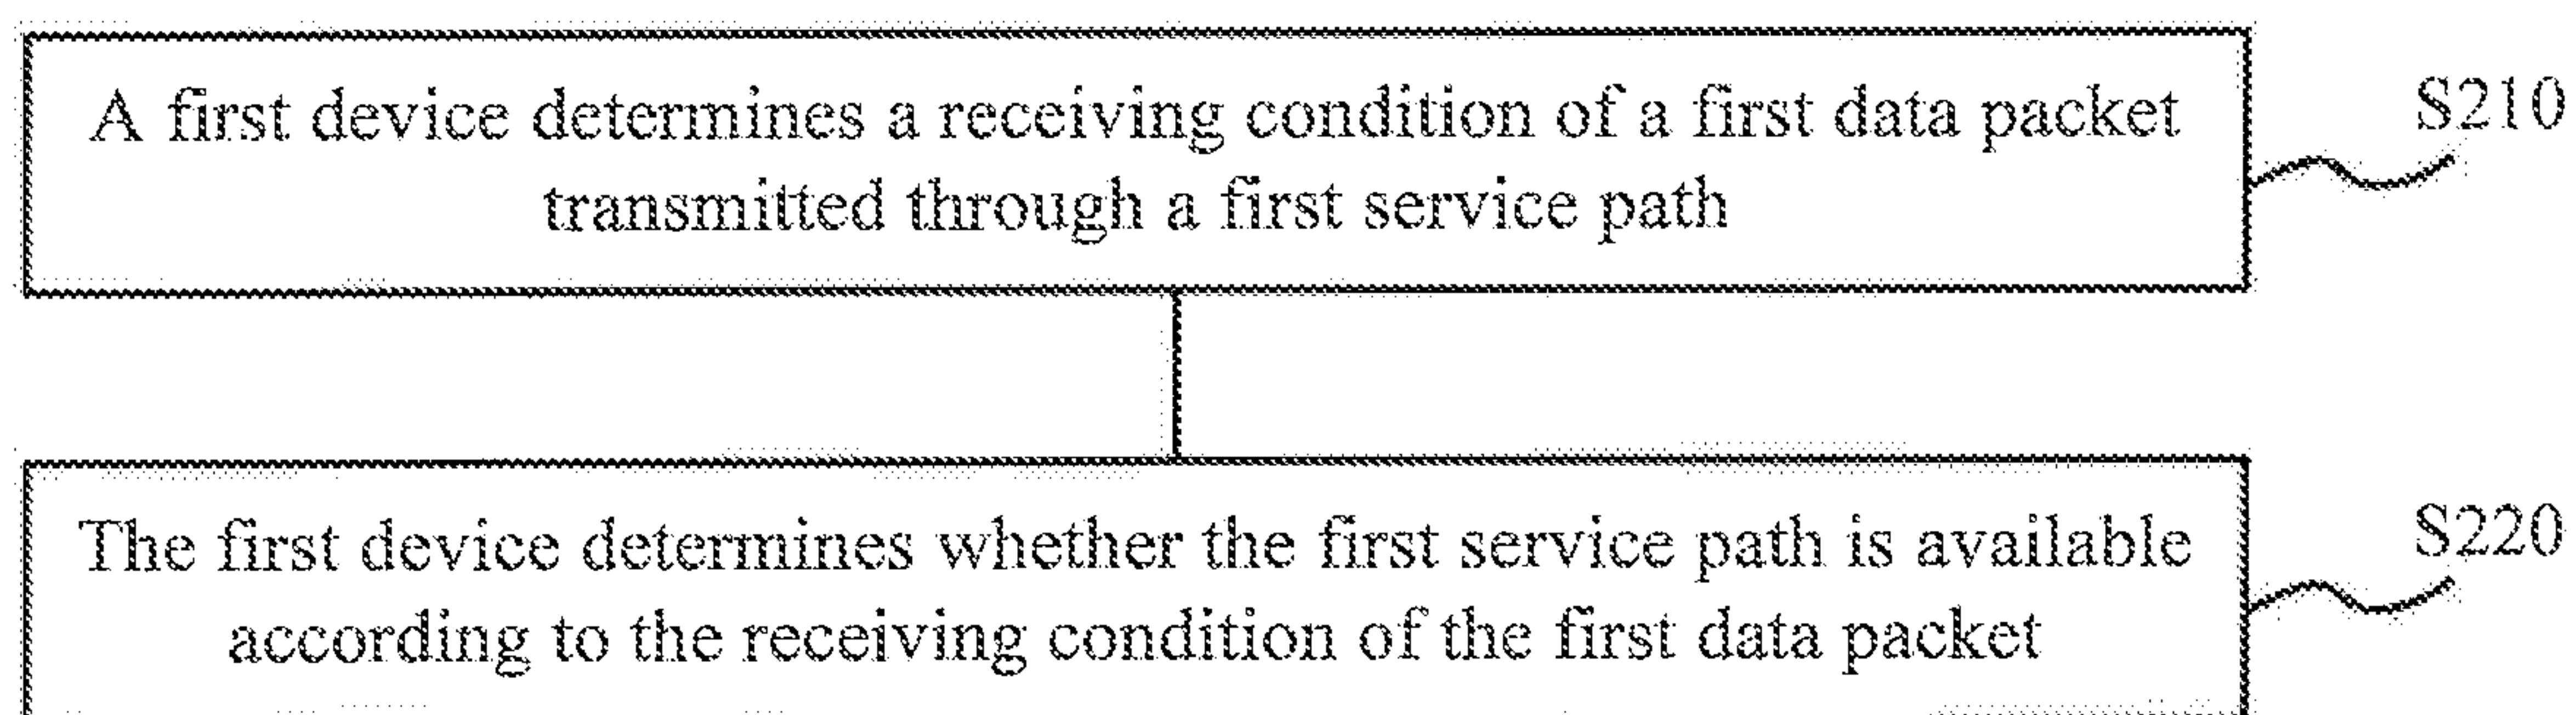 A first device determines a receiving condition of a first data packet
transmitted through a first service path
S210
The first device determines whether the first service path is available
according to the receiving condition of the first data packet
S220